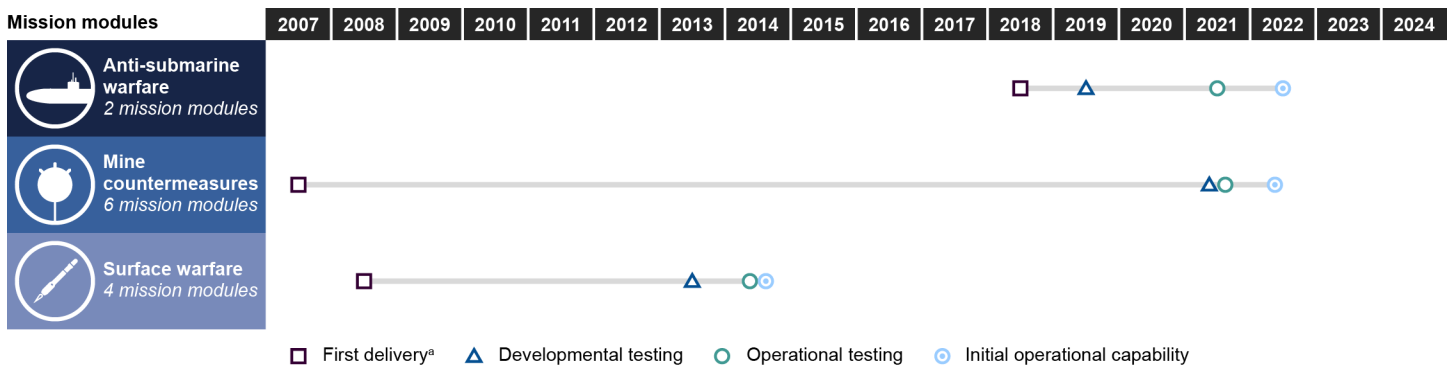 Mission modules 2007 2008 2009 2010 2011 2012 2013 2014 2015 2016 2017 2018 2019 2020 2021 2022 2023 2024
Anti-submarine
warfare
2 mission modules
Mine
countermeasures
6 mission modules
Surface warfare
4 mission modules
First deliveryᵃ Developmental testing Operational testing Initial operational capability